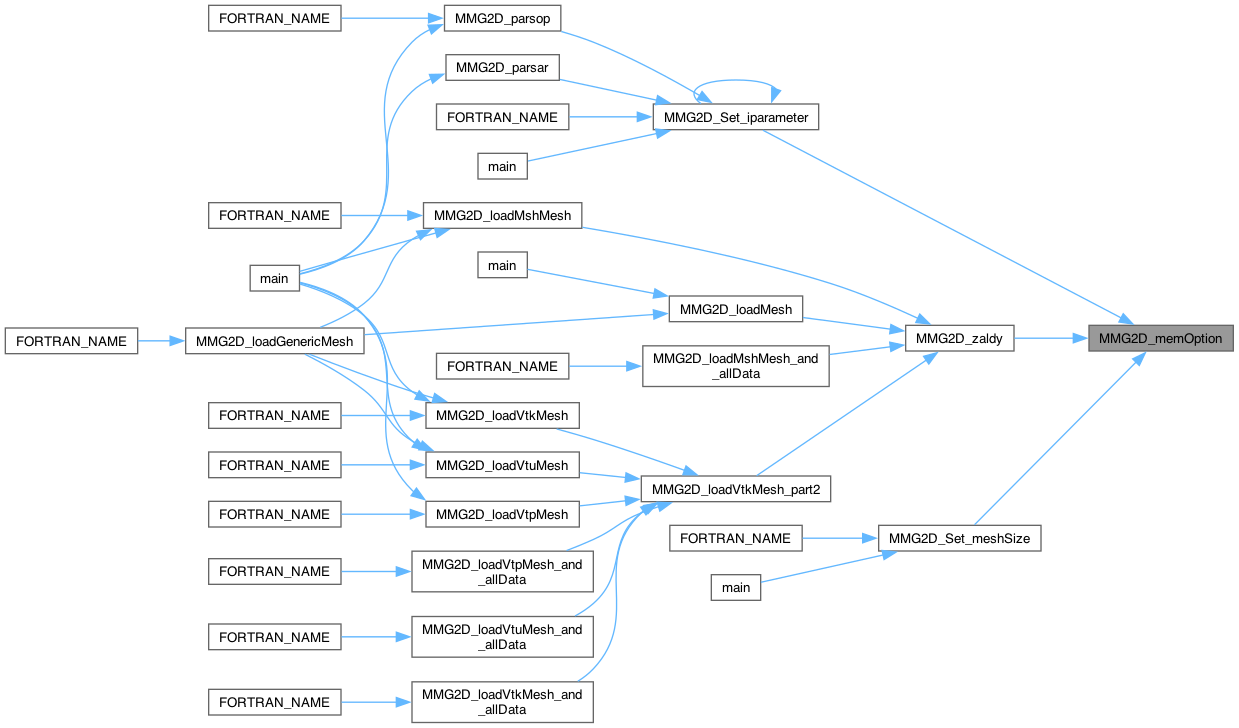 FORTRAN_NAME
MMG2D_parsop
MMG2D_parsar
FORTRAN_NAME
MMG2D_Set_iparameter
main
FORTRAN_NAME
MMG2D_loadMshMesh
main
main
MMG2D_loadMesh
FORTRAN_NAME
MMG2D_loadGenericMesh
MMG2D_zaldy
MMG2D_memOption
FORTRAN_NAME
MMG2D_loadMshMesh_and
_allData
FORTRAN_NAME
MMG2D_loadVtkMesh
FORTRAN_NAME
MMG2D_loadVtuMesh
MMG2D_loadVtkMesh_part2
FORTRAN_NAME
MMG2D_loadVtpMesh
FORTRAN_NAME
MMG2D_Set_meshSize
FORTRAN_NAME
MMG2D_loadVtpMesh_and
_allData
main
FORTRAN_NAME
MMG2D_loadVtuMesh_and
_allData
FORTRAN_NAME
MMG2D_loadVtkMesh_and
_allData